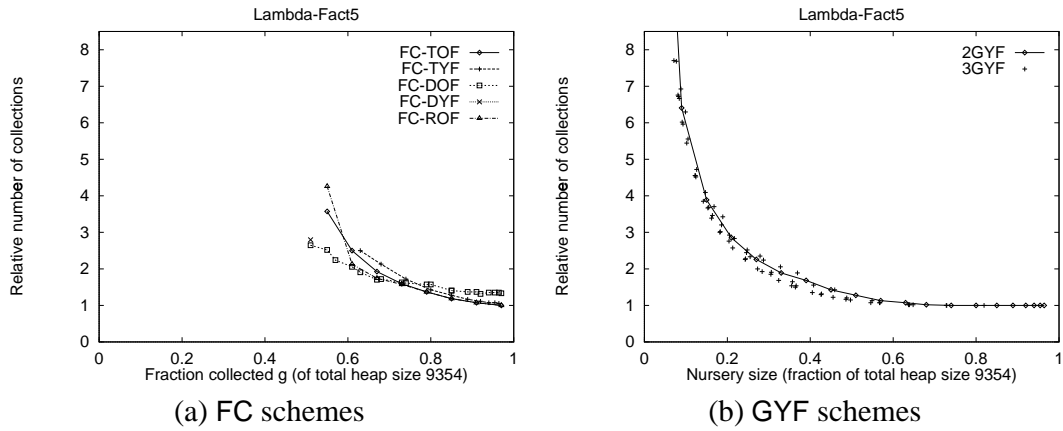 Lambda-Fact5
8
7
6
5
4
3
2
1
0
Relative number of collections
FC-TOF
FC-TYF
FC-DOF
FC-DYF
FC-ROF
0 0.2 0.4 0.6 0.8 1
Fraction collected g (of total heap size 9354)
(a) FC schemes
Lambda-Fact5
8
7
6
5
4
3
2
1
0
Relative number of collections
2GYF
3GYF
0 0.2 0.4 0.6 0.8 1
Nursery size (fraction of total heap size 9354)
(b) GYF schemes